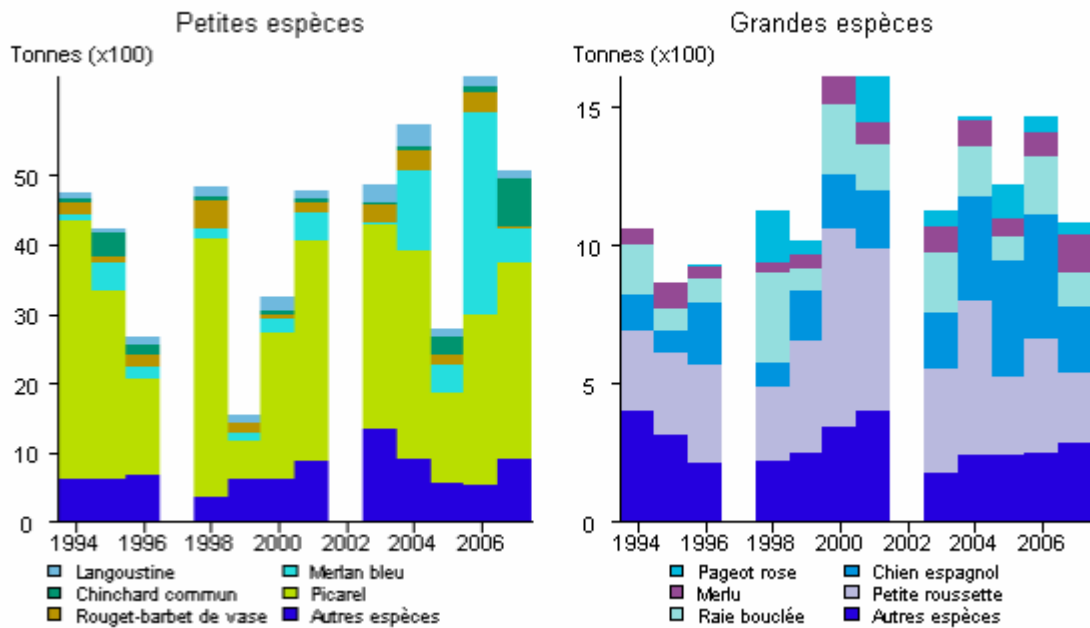 Petites espèces
Tonnes (x100)
50
40
30
20
10
0
1994 1996 1998 2000 2002 2004 2006
Langoustine
Chinchard commun
Rouget-barbet de vase
Merlan bleu
Picarel
Autres espèces
Grandes espèces
Tonnes (x100)
15
10
5
0
1994 1996 1998 2000 2002 2004 2006
Pageot rose
Merlu
Raie bouclée
Chien espagnol
Petite roussette
Autres espèces